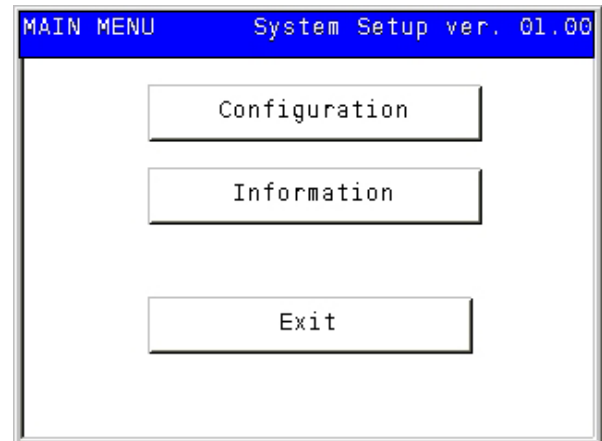 MAIN MENU System Setup ver. 01.00
Configuration
Information
Exit